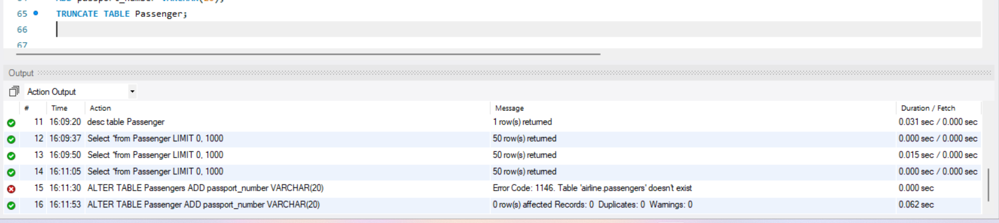 65 TRUNCATE TABLE Passenger;
66
67
Output
Action Output
# Time Action Message Duration / Fetch
11 16:09:20 desc table Passenger 1 row(s) returned 0.031 sec / 0.000 sec
12 16:09:37 Select *from Passenger LIMIT 0, 1000 50 row(s) returned 0.000 sec / 0.000 sec
13 16:09:50 Select *from Passenger LIMIT 0, 1000 50 row(s) returned 0.015 sec / 0.000 sec
14 16:11:05 Select *from Passenger LIMIT 0, 1000 50 row(s) returned 0.000 sec / 0.000 sec
15 16:11:30 ALTER TABLE Passengers ADD passport_number VARCHAR(20) Error Code: 1146. Table 'airline.passengers' doesn't exist 0.000 sec
16 16:11:53 ALTER TABLE Passenger ADD passport_number VARCHAR(20) 0 row(s) affected Records: 0 Duplicates: 0 Warnings: 0 0.062 sec